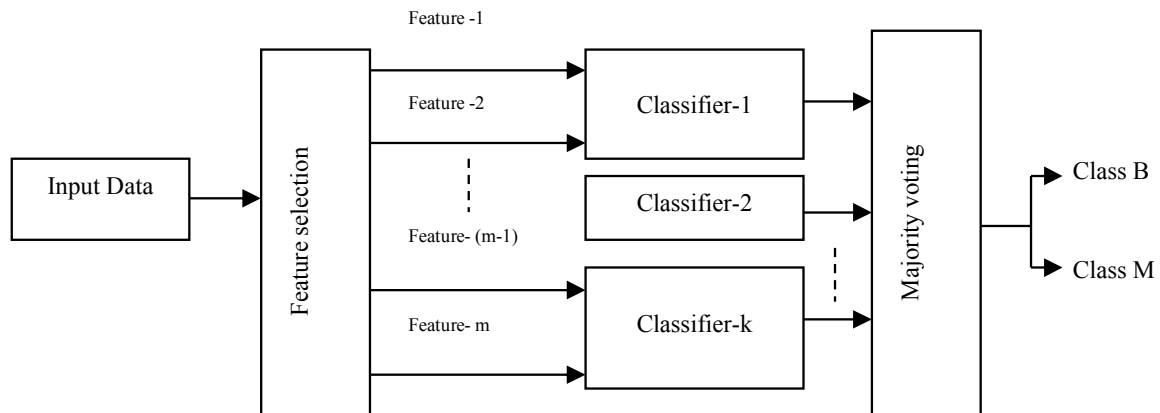 Input Data
Feature selection
Feature -1
Feature -2
Feature- (m-1)
Feature- m
Classifier-1
Classifier-2
Classifier-k
Majority voting
Class B
Class M